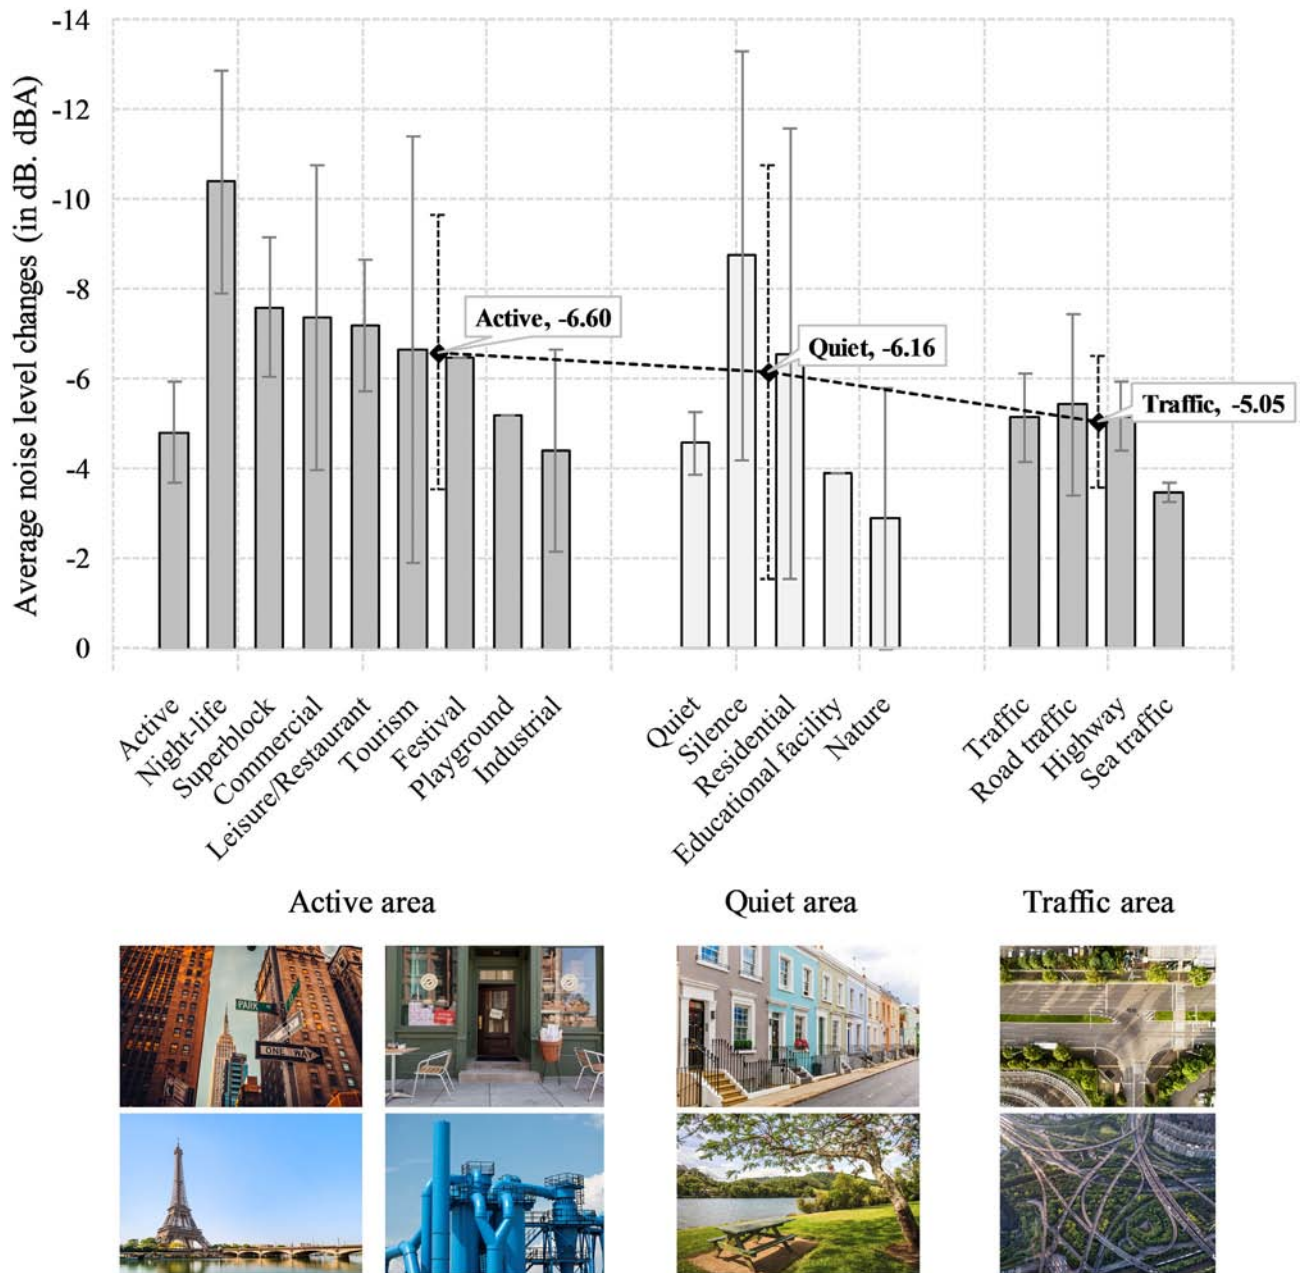 Average noise level changes (in dB. dBA)
-14
-12
-10
-8
-6
-4
-2
0
Active, -6.60
Quiet, -6.16
Traffic, -5.05
Active
Night-life
Superblock
Commercial
Leisure/Restaurant
Tourism
Festival
Playground
Industrial
Quiet
Silence
Residential
Educational facility
Nature
Traffic
Road traffic
Highway
Sea traffic
Active area
Quiet area
Traffic area
PARK
ONE WAY